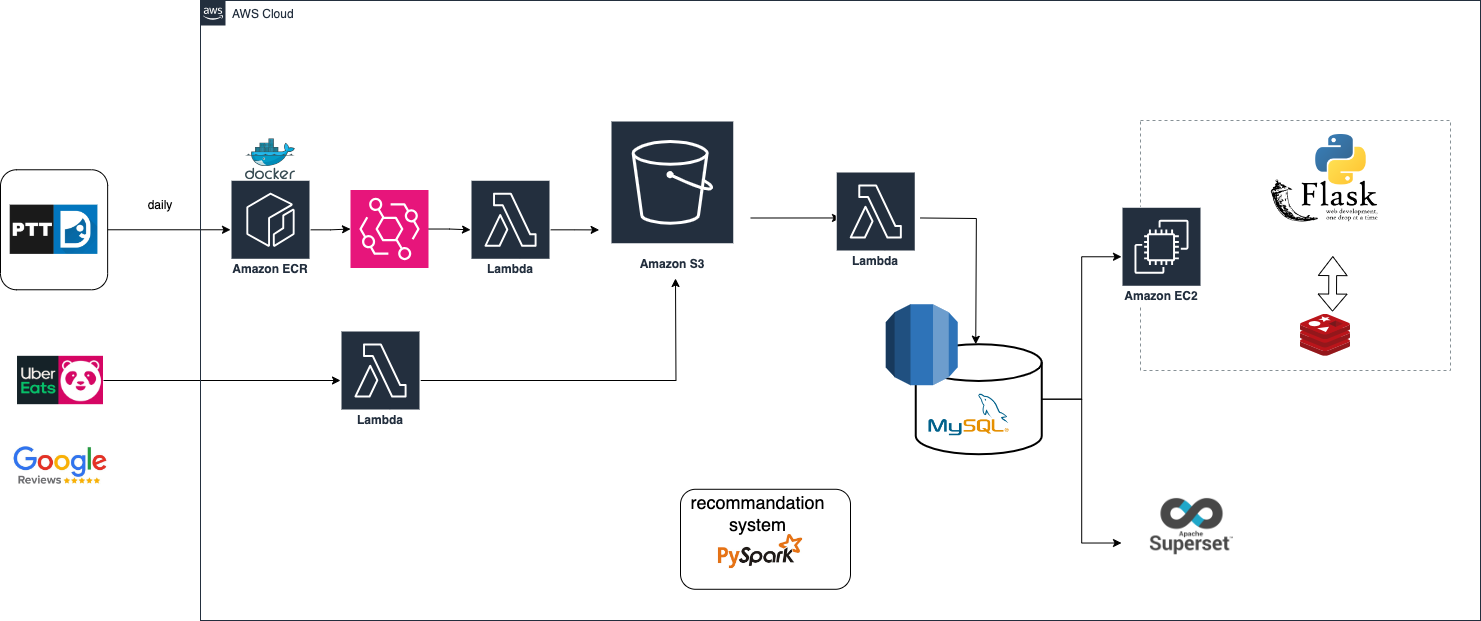 aws
AWS Cloud
docker
daily
PTT
Amazon ECR
Lambda
Amazon S3
Lambda
Flask
web development,
one drop at a time
Amazon EC2
Uber
Eats
Lambda
MySQL
Google
Reviews
recommandation
system
PySpark
Apache
Superset